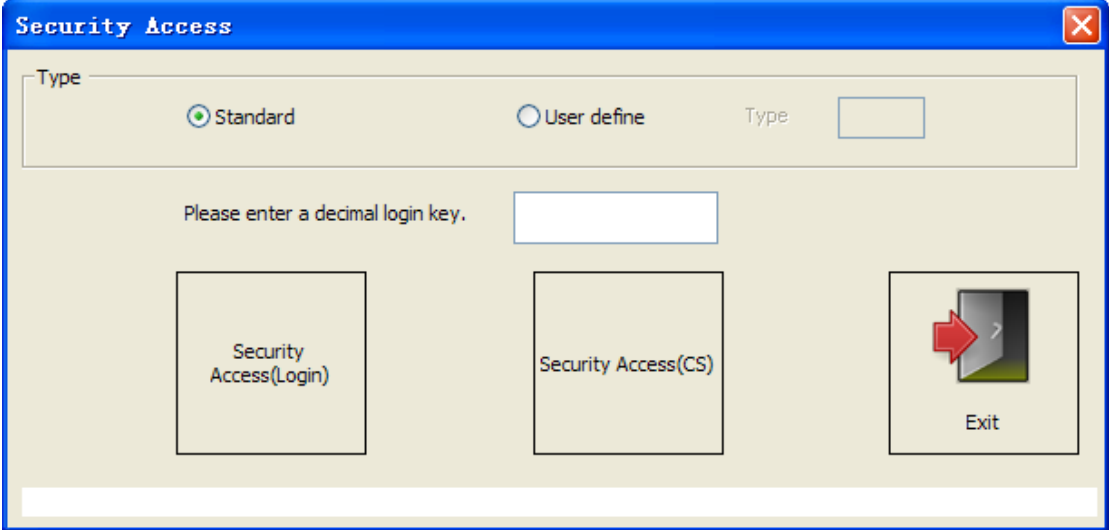 Security Access
Type
Standard
User define
Type
Please enter a decimal login key.
Security
Access(Login)
Security Access(CS)
Exit